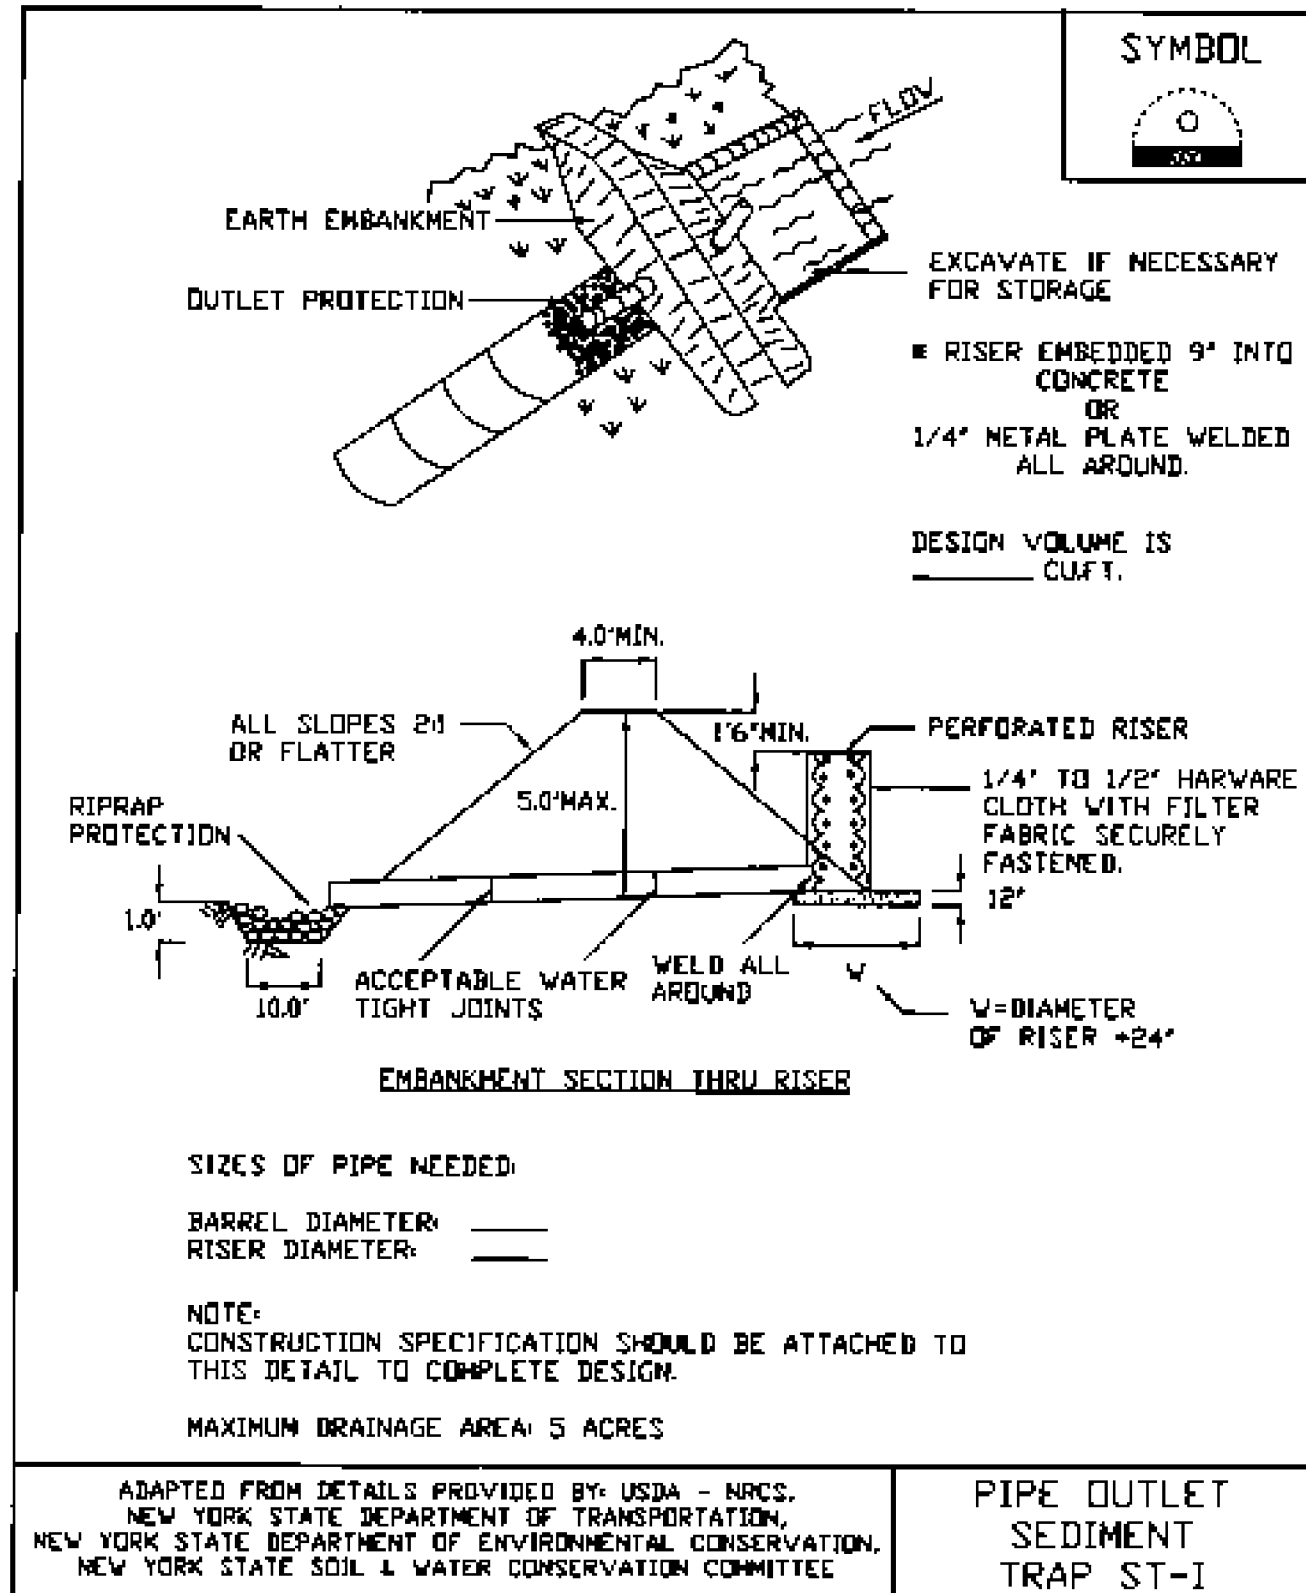 SYMBOL
FLOW
EARTH EMBANKMENT
OUTLET PROTECTION
EXCAVATE IF NECESSARY
FOR STORAGE
* RISER EMBEDDED 9" INTO
CONCRETE
OR
1/4" METAL PLATE WELDED
ALL AROUND.
DESIGN VOLUME IS
______ CU.FT.
4.0'MIN.
ALL SLOPES 2:1
OR FLATTER
1'6"MIN.
PERFORATED RISER
5.0'MAX.
1/4" TO 1/2" HARWARE
CLOTH WITH FILTER
FABRIC SECURELY
FASTENED.
RIPRAP
PROTECTION
1.0'
12"
10.0'
ACCEPTABLE WATER
TIGHT JOINTS
WELD ALL
AROUND
W
W=DIAMETER
OF RISER +24"
EMBANKMENT SECTION THRU RISER
SIZES OF PIPE NEEDED:
BARREL DIAMETER: ____
RISER DIAMETER: ____
NOTE:
CONSTRUCTION SPECIFICATION SHOULD BE ATTACHED TO
THIS DETAIL TO COMPLETE DESIGN.
MAXIMUM DRAINAGE AREA: 5 ACRES
ADAPTED FROM DETAILS PROVIDED BY: USDA - NRCS,
NEW YORK STATE DEPARTMENT OF TRANSPORTATION,
NEW YORK STATE DEPARTMENT OF ENVIRONMENTAL CONSERVATION,
NEW YORK STATE SOIL & WATER CONSERVATION COMMITTEE
PIPE OUTLET
SEDIMENT
TRAP ST-I